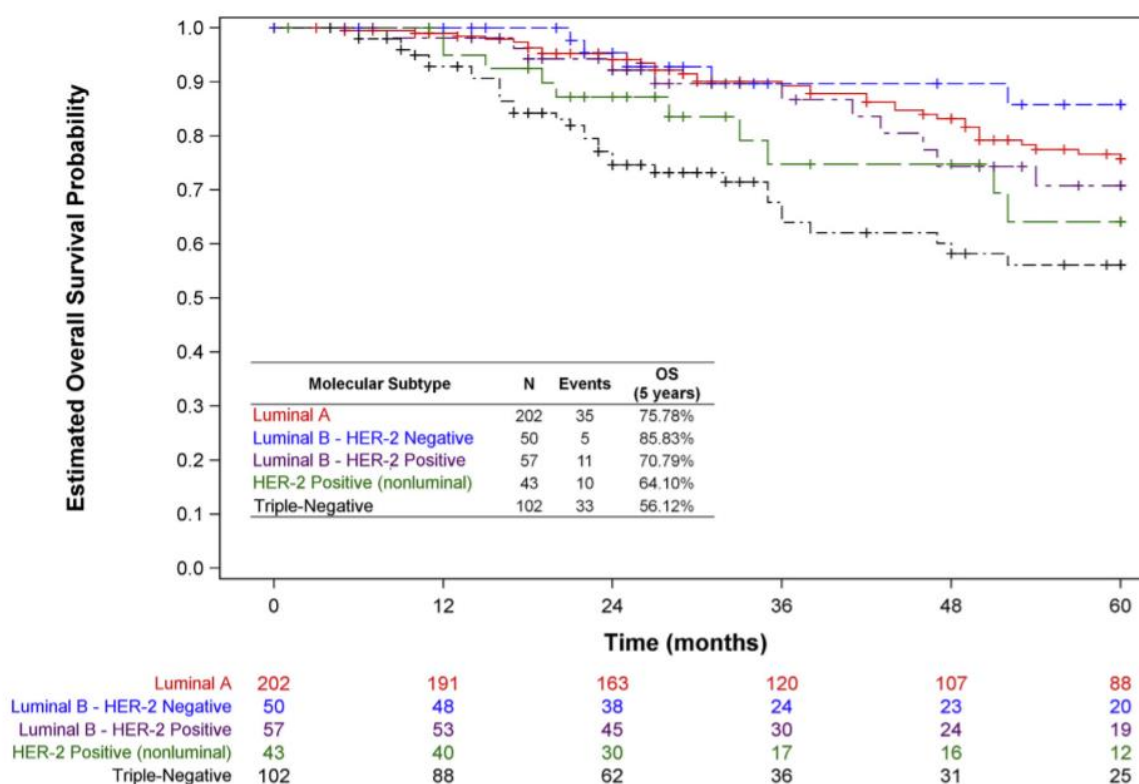 Estimated Overall Survival Probability
1.0
0.9
0.8
0.7
0.6
0.5
0.4
0.3
0.2
0.1
0.0
Molecular Subtype N Events OS (5 years)
Luminal A 202 35 75.78%
Luminal B - HER-2 Negative 50 5 85.83%
Luminal B - HER-2 Positive 57 11 70.79%
HER-2 Positive (nonluminal) 43 10 64.10%
Triple-Negative 102 33 56.12%
0 12 24 36 48 60
Time (months)
Luminal A 202 191 163 120 107 88
Luminal B - HER-2 Negative 50 48 38 24 23 20
Luminal B - HER-2 Positive 57 53 45 30 24 19
HER-2 Positive (nonluminal) 43 40 30 17 16 12
Triple-Negative 102 88 62 36 31 25